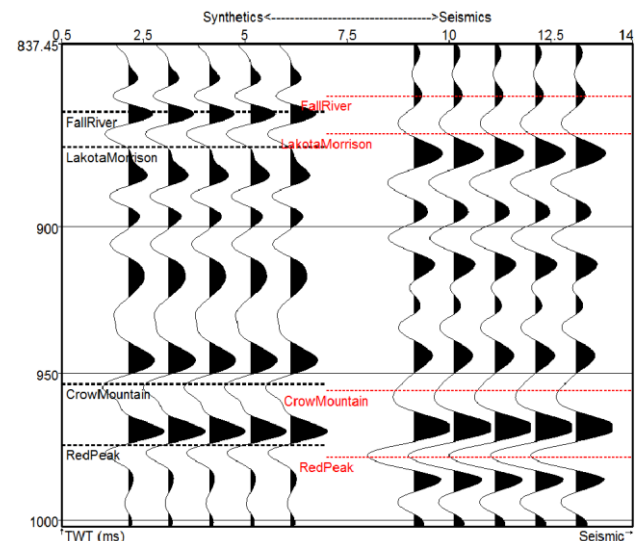 Synthetics<-------------------->Seismics
0.5 2.5 5 7.5 10 12.5 14
837.45
FallRiver
FallRiver
LakotaMorrison
LakotaMorrison
900
950
CrowMountain
CrowMountain
RedPeak
RedPeak
1000
↑TWT (ms) Seismic→